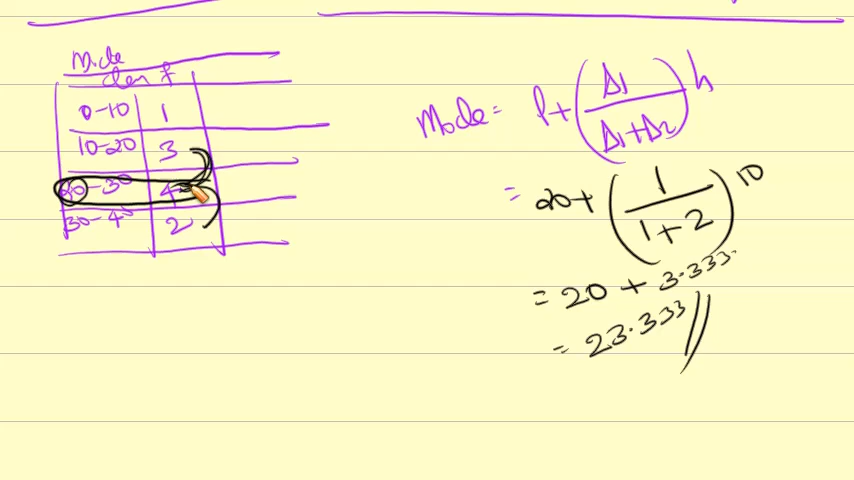 Mode
clen f
0-10 1
10-20 3
20-30 4
30-40 2
Mode = l + (Δ1 / Δ1+Δ2) h
= 20 + (1 / 1+2) 10
= 20 + 3.333.
= 23.333 //